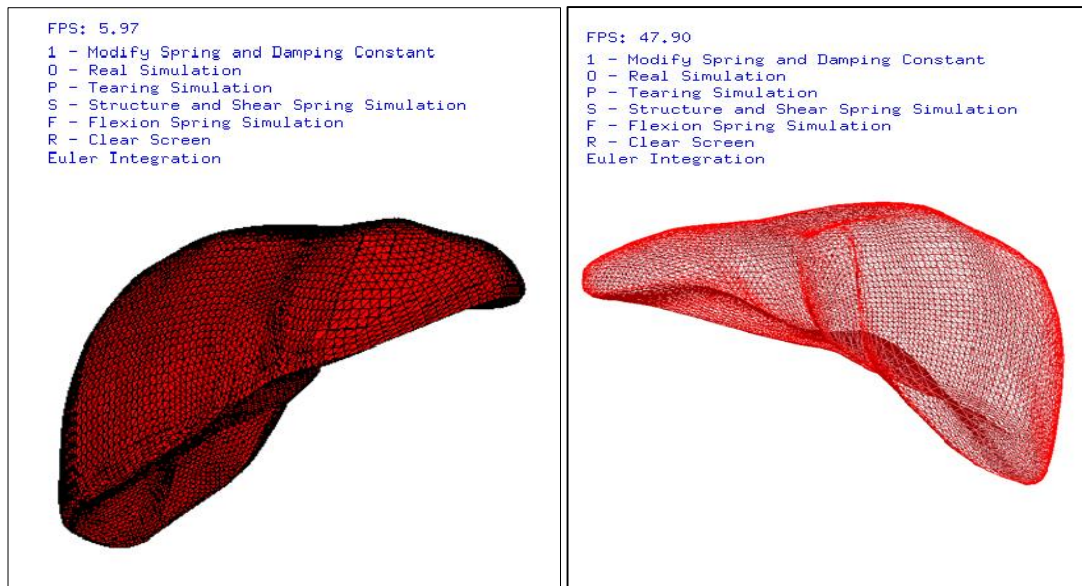 FPS: 5.97
1 - Modify Spring and Damping Constant
O - Real Simulation
P - Tearing Simulation
S - Structure and Shear Spring Simulation
F - Flexion Spring Simulation
R - Clear Screen
Euler Integration
FPS: 47.90
1 - Modify Spring and Damping Constant
O - Real Simulation
P - Tearing Simulation
S - Structure and Shear Spring Simulation
F - Flexion Spring Simulation
R - Clear Screen
Euler Integration